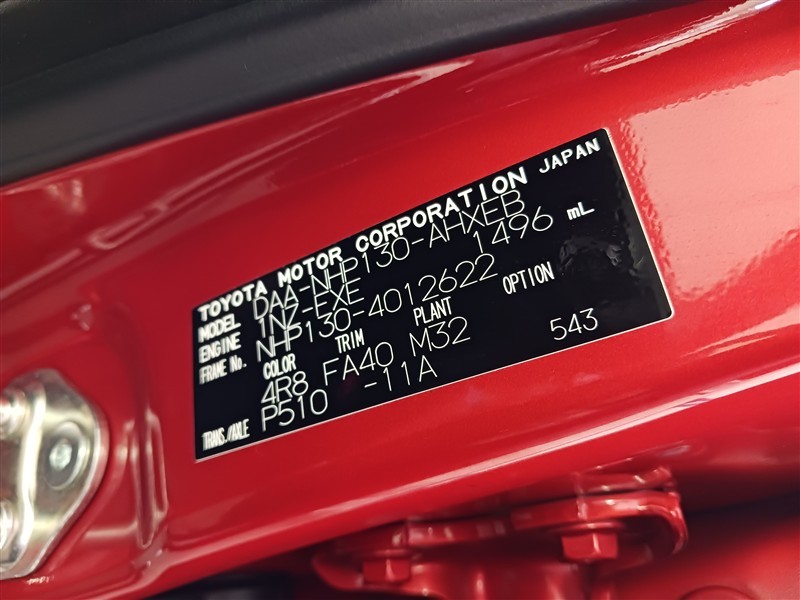 TOYOTA MOTOR CORPORATION JAPAN
MODEL DAA-NHP130-AHXEB
ENGINE 1NZ-EXE 1496 mL
FRAME No. NHP130-4012622
COLOR TRIM PLANT OPTION
4R8 FA40 M32 543
TRANS./AXLE P510 -11A